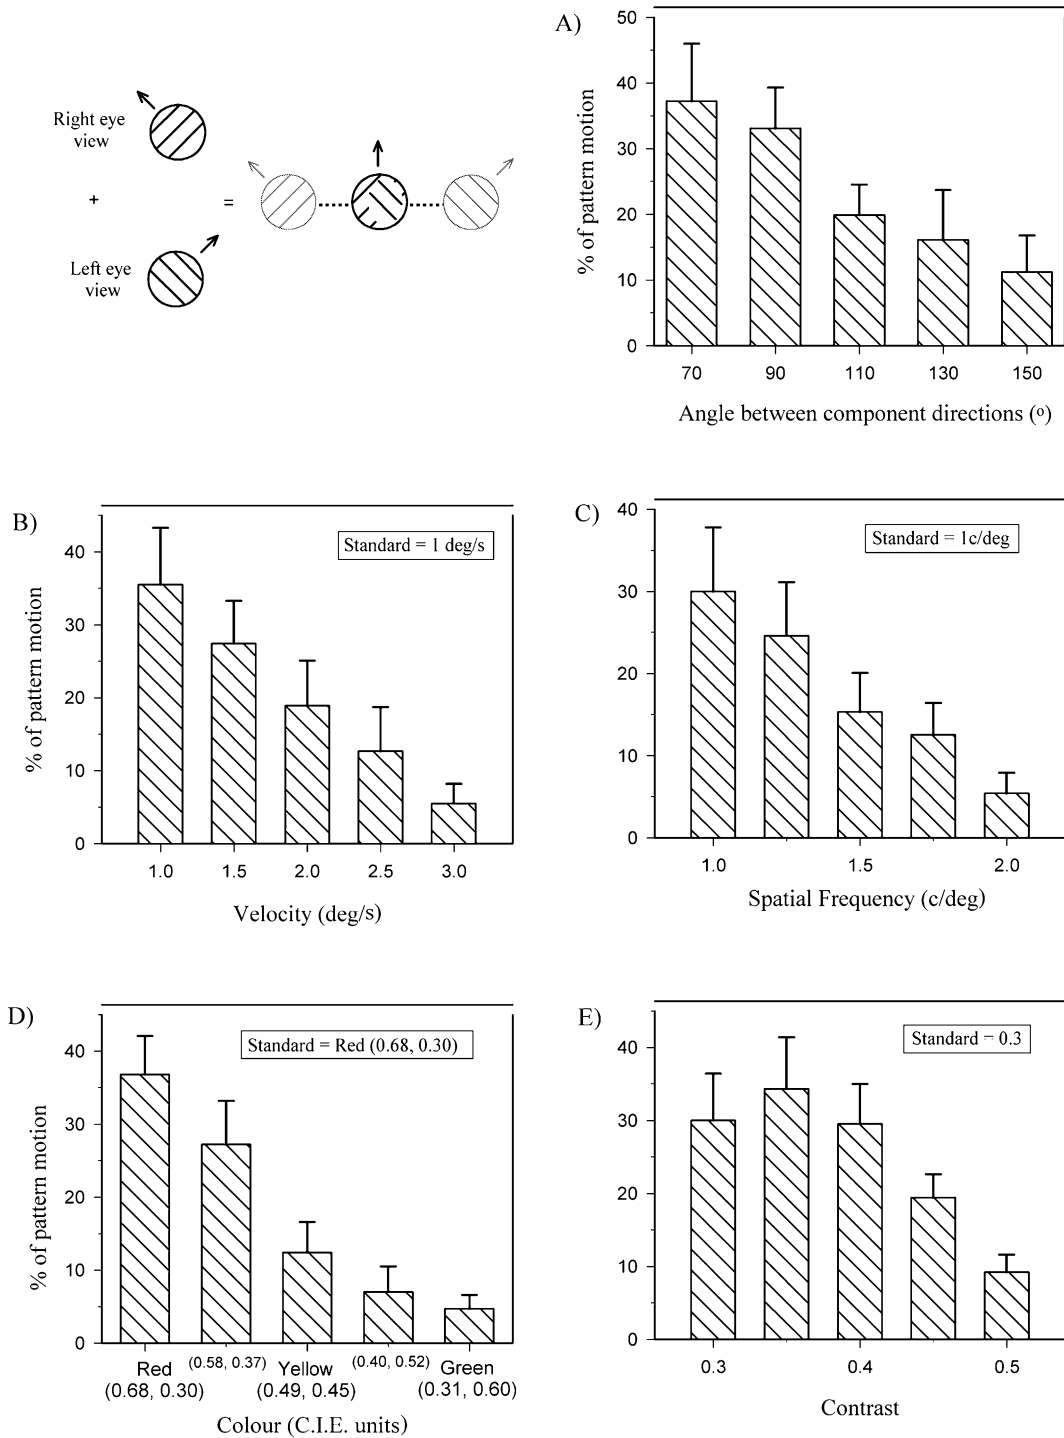 Right eye
view
+
=
Left eye
view
A)
50
40
30
20
10
0
% of pattern motion
70 90 110 130 150
Angle between component directions (º)
B)
Standard = 1 deg/s
40
30
20
10
0
% of pattern motion
1.0 1.5 2.0 2.5 3.0
Velocity (deg/s)
C)
Standard = 1c/deg
40
30
20
10
0
1.0 1.5 2.0
Spatial Frequency (c/deg)
D)
Standard = Red (0.68, 0.30)
40
30
20
10
0
% of pattern motion
Red (0.58, 0.37) Yellow (0.40, 0.52) Green
(0.68, 0.30) (0.49, 0.45) (0.31, 0.60)
Colour (C.I.E. units)
E)
Standard = 0.3
40
30
20
10
0
0.3 0.4 0.5
Contrast